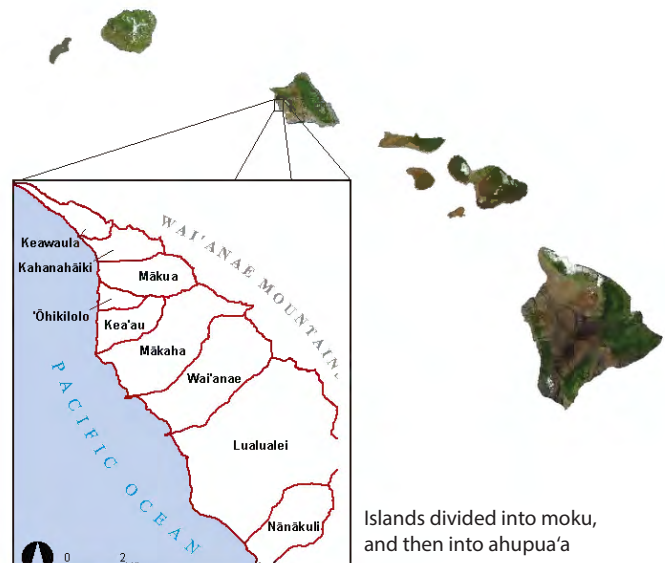 WAI'ANAE MOUNTAINS
Keawaula
Kahanahāiki
Mākua
'Ōhikilolo
Kea'au
Mākaha
Wai'anae
PACIFIC OCEAN
Lualualei
Nānākuli
0 2
Islands divided into moku,
and then into ahupua‘a